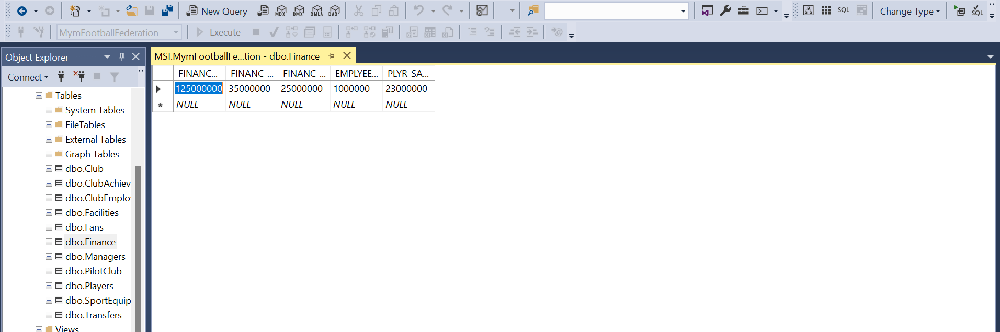 New Query MDX DMX XMLA DAX SQL Change Type SQL
MymFootballFederation Execute
Object Explorer
Connect
Tables
System Tables
FileTables
External Tables
Graph Tables
dbo.Club
dbo.ClubAchiev
dbo.ClubEmplo
dbo.Facilities
dbo.Fans
dbo.Finance
dbo.Managers
dbo.PilotClub
dbo.Players
dbo.SportEquip
dbo.Transfers
Views
MSI.MymFootballFe...tion - dbo.Finance
FINANC... FINANC_... FINANC_... EMPLYEE... PLYR_SA...
125000000 35000000 25000000 1000000 23000000
NULL NULL NULL NULL NULL